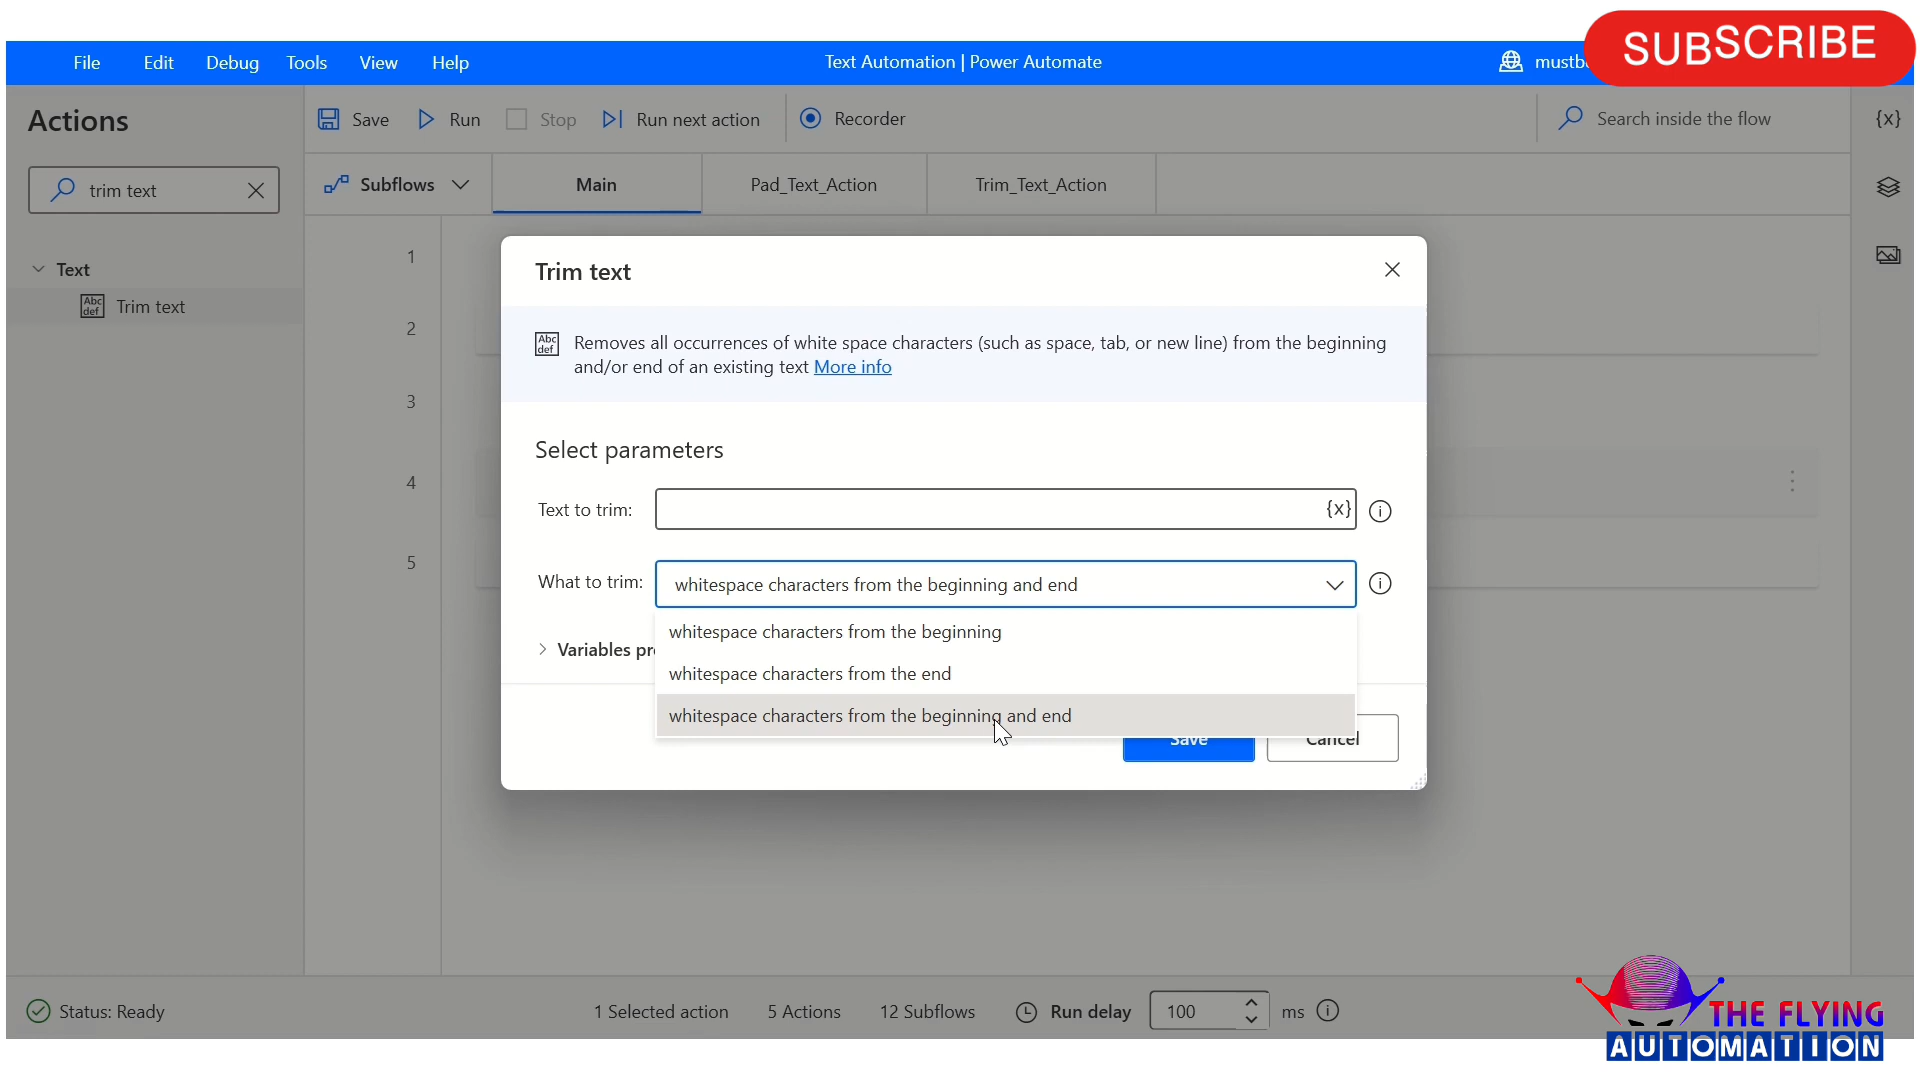 SUBSCRIBE
File Edit Debug Tools View Help
Text Automation | Power Automate
Actions
Save Run Stop Run next action Recorder
Search inside the flow
{x}
trim text
Subflows Main Pad_Text_Action Trim_Text_Action
Text
Abc def Trim text
1
2
3
4
5
Trim text
Abc def
Removes all occurrences of white space characters (such as space, tab, or new line) from the beginning
and/or end of an existing text More info
Select parameters
Text to trim: {x}
What to trim: whitespace characters from the beginning and end
whitespace characters from the beginning
Variables
whitespace characters from the end
whitespace characters from the beginning and end
Save Cancel
Status: Ready 1 Selected action 5 Actions 12 Subflows Run delay 100 ms
THE FLYING
AUTOMATION